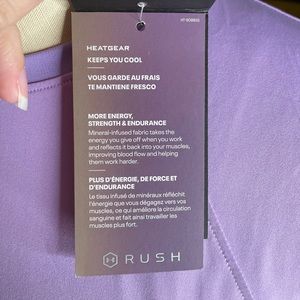 HEATGEAR
KEEPS YOU COOL
VOUS GARDE AU FRAIS
TE MANTIENE FRESCO
MORE ENERGY,
STRENGTH & ENDURANCE
Mineral-infused fabric takes the
energy you give off when you work
and reflects it back into your muscles,
improving blood flow and helping
them work harder.
PLUS D'ÉNERGIE, DE FORCE ET
D'ENDURANCE
Le tissu infusé de minéraux réfléchit
l'énergie que vous dégagez vers vos
muscles, ce qui améliore la circulation
sanguine et fait ainsi travailler les
muscles plus fort.
RUSH